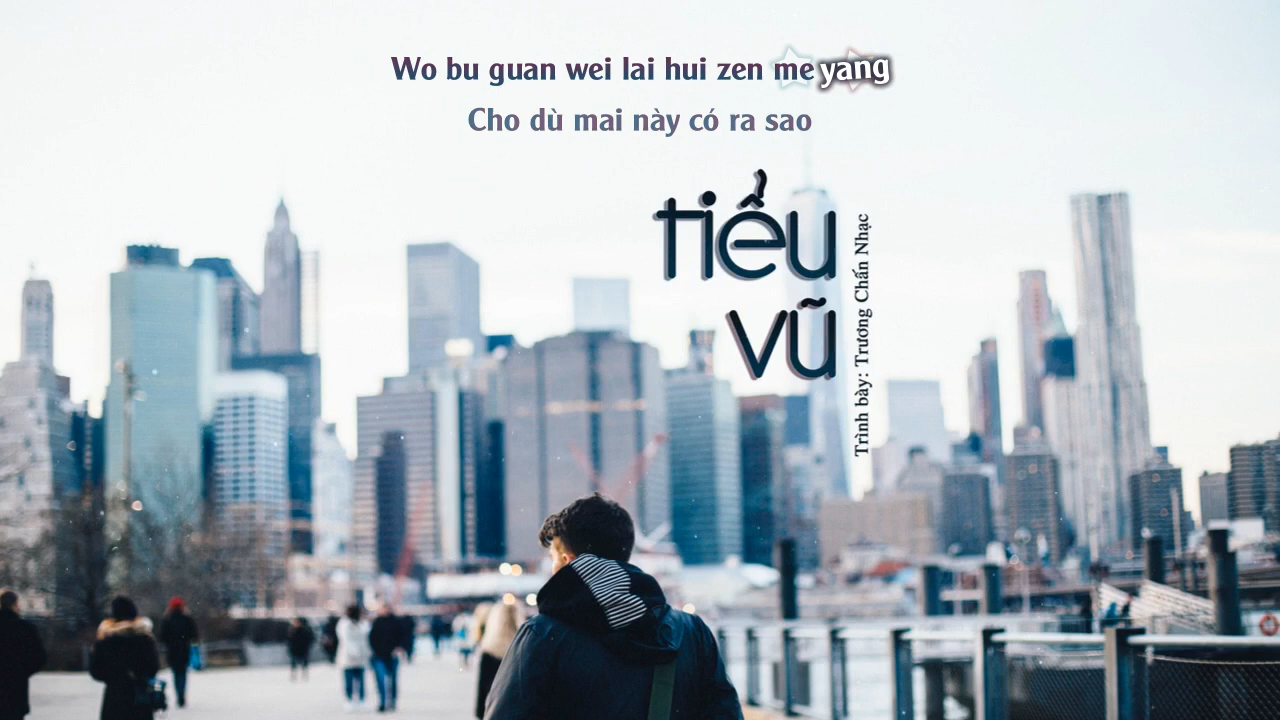 Wo bu guan wei lai hui zen me yang
Cho dù mai này có ra sao
tiểu
vũ
Trình bày: Trương Chấn Nhạc